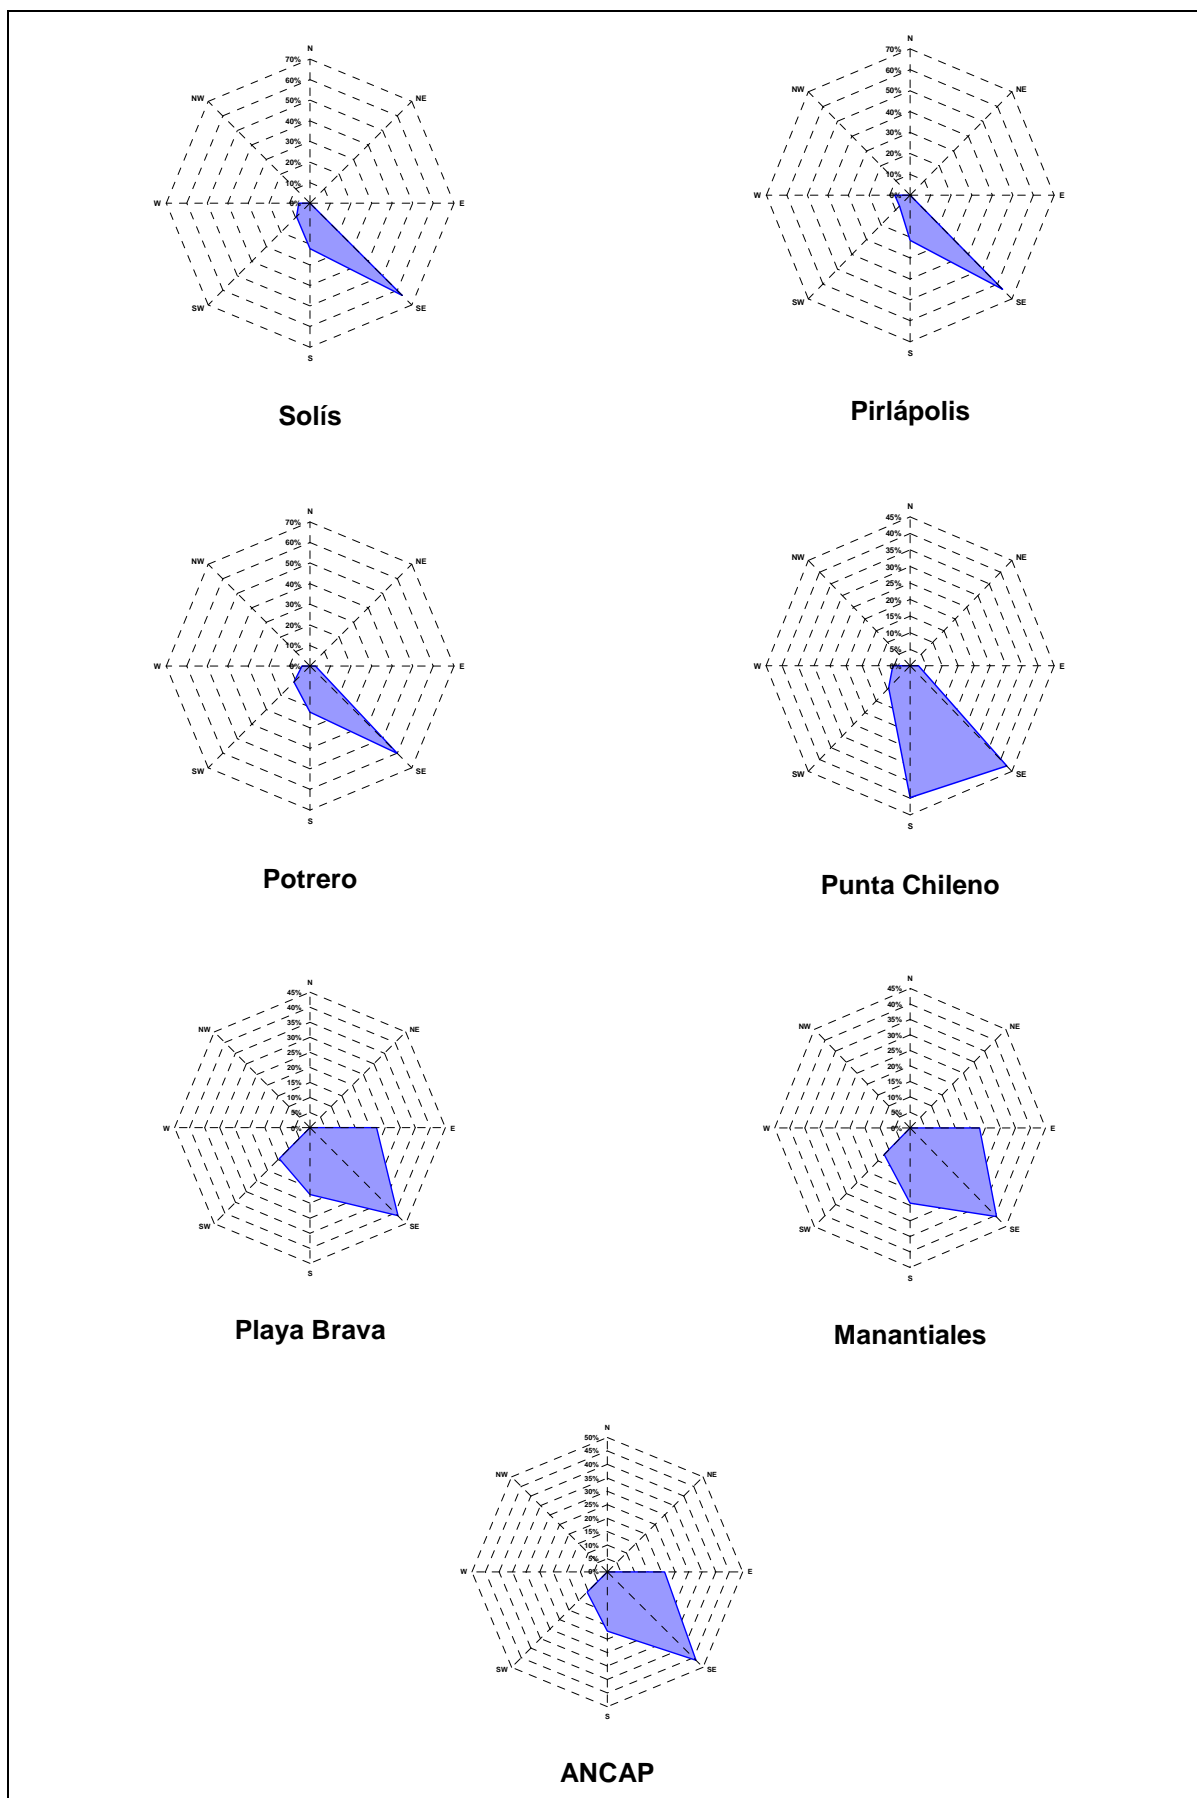 N
70%
60%
50%
40%
30%
20%
10%
0%
NW
NE
W
E
SW
SE
S
Solís
N
70%
60%
50%
40%
30%
20%
10%
0%
NW
NE
W
E
SW
SE
S
Pirlápolis
N
70%
60%
50%
40%
30%
20%
10%
0%
NW
NE
W
E
SW
SE
S
Potrero
N
45%
40%
35%
30%
25%
20%
15%
10%
5%
0%
NW
NE
W
E
SW
SE
S
Punta Chileno
N
45%
40%
35%
30%
25%
20%
15%
10%
5%
0%
NW
NE
W
E
SW
SE
S
Playa Brava
N
45%
40%
35%
30%
25%
20%
15%
10%
5%
0%
NW
NE
W
E
SW
SE
S
Manantiales
N
50%
45%
40%
35%
30%
25%
20%
15%
10%
5%
0%
NW
NE
W
E
SW
SE
S
ANCAP